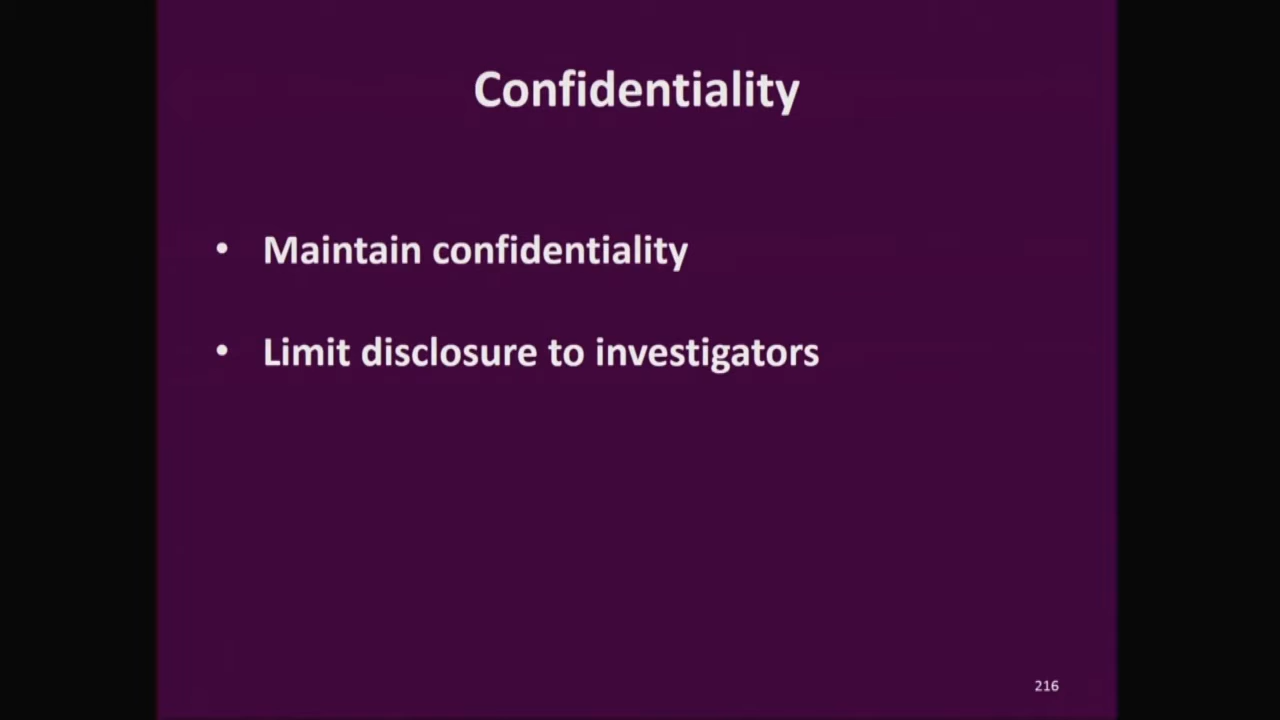 Confidentiality
• Maintain confidentiality
• Limit disclosure to investigators
216